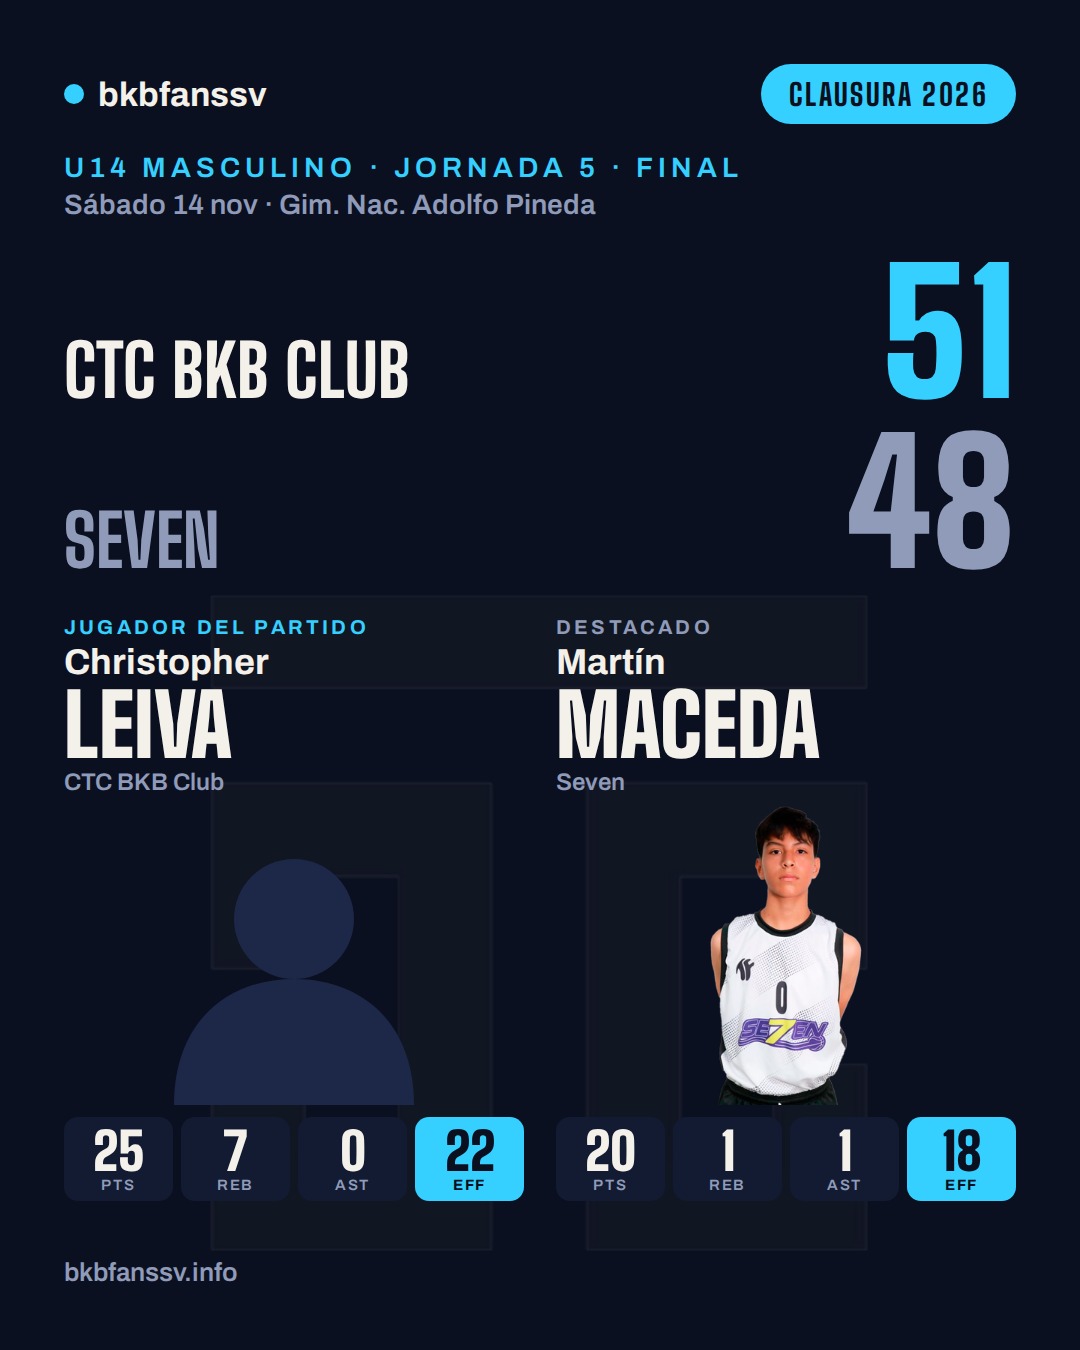 bkbfanssv
CLAUSURA 2026
U14 MASCULINO · JORNADA 5 · FINAL
Sábado 14 nov · Gim. Nac. Adolfo Pineda
CTC BKB CLUB 51
SEVEN 48
JUGADOR DEL PARTIDO
Christopher
LEIVA
CTC BKB Club
DESTACADO
Martín
MACEDA
Seven
0
SE7EN
25 7 0 22
PTS REB AST EFF
20 1 1 18
PTS REB AST EFF
bkbfanssv.info